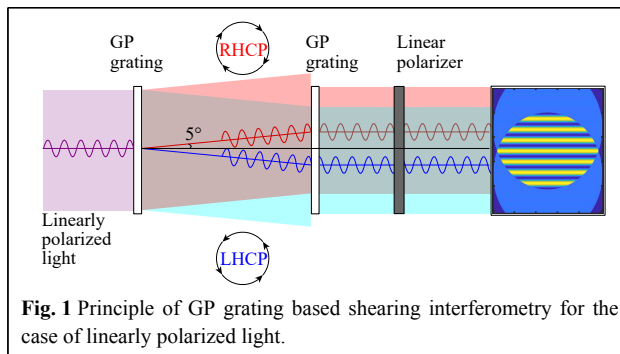 RHCP
GP
grating
GP
grating
Linear
polarizer
5°
Linearly
polarized
light
LHCP
Fig. 1 Principle of GP grating based shearing interferometry for the
case of linearly polarized light.